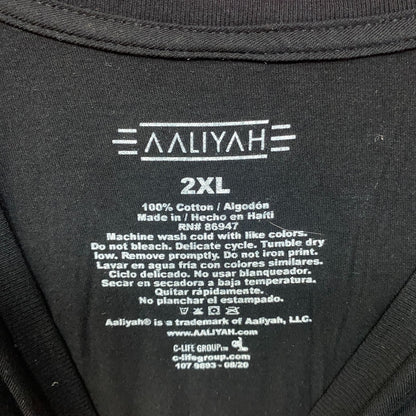 AALIYAH
2XL
100% Cotton / Algodón
Made in / Hecho en Haíti
RN# 86947
Machine wash cold with like colors.
Do not bleach. Delicate cycle. Tumble dry
low. Remove promptly. Do not iron print.
Lavar en agua fría con colores similares.
Ciclo delicado. No usar blanqueador.
Secar en secadora a baja temperatura.
Quitar rápidamente.
No planchar el estampado.
Aaliyah® is a trademark of Aaliyah, LLC.
www.AALIYAH.com
C-LIFE GROUP LTD
c-lifegroup.com
107 9893 - 08/20